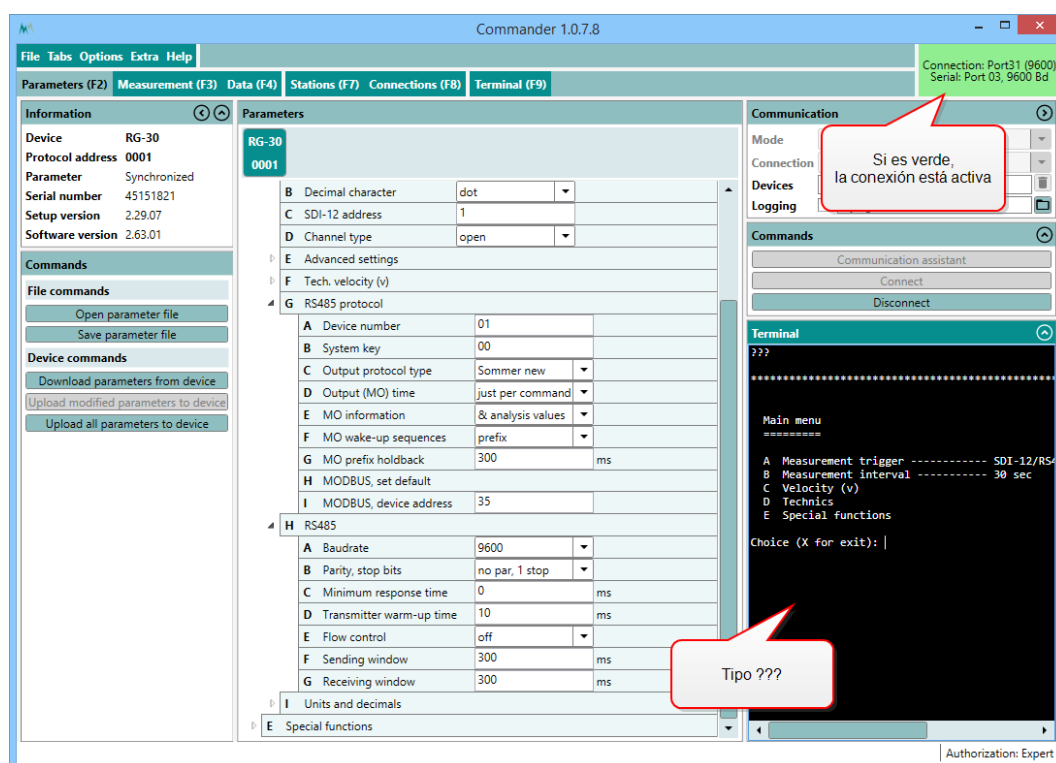 Commander 1.0.7.8
File Tabs Options Extra Help
Connection: Port31 (9600)
Serial: Port 03, 9600 Bd
Parameters (F2) Measurement (F3) Data (F4) Stations (F7) Connections (F8) Terminal (F9)
Information
Device RG-30
Protocol address 0001
Parameter Synchronized
Serial number 45151821
Setup version 2.29.07
Software version 2.63.01
Commands
File commands
Open parameter file
Save parameter file
Device commands
Download parameters from device
Upload modified parameters to device
Upload all parameters to device
Parameters
RG-30
0001
B Decimal character dot
C SDI-12 address 1
D Channel type open
E Advanced settings
F Tech. velocity (v)
G RS485 protocol
A Device number 01
B System key 00
C Output protocol type Sommer new
D Output (MO) time just per command
E MO information & analysis values
F MO wake-up sequences prefix
G MO prefix holdback 300 ms
H MODBUS, set default
I MODBUS, device address 35
H RS485
A Baudrate 9600
B Parity, stop bits no par, 1 stop
C Minimum response time 0 ms
D Transmitter warm-up time 10 ms
E Flow control off
F Sending window 300 ms
G Receiving window 300 ms
I Units and decimals
E Special functions
Communication
Mode
Connection
Devices
Logging
Si es verde,
la conexión está activa
Commands
Communication assistant
Connect
Disconnect
Terminal
???
************************************************
Main menu
=========
A Measurement trigger ------------ SDI-12/RS4
B Measurement interval ----------- 30 sec
C Velocity (v)
D Technics
E Special functions
Choice (X for exit):
Tipo ???
Authorization: Expert